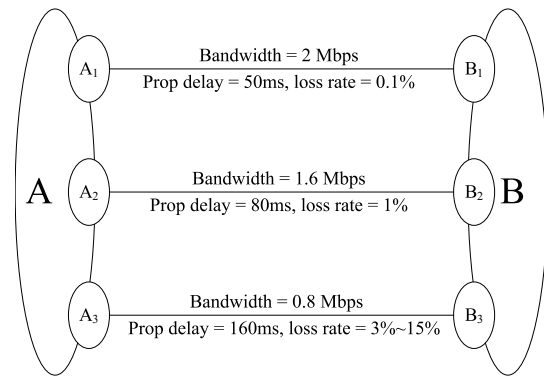 A₁
Bandwidth = 2 Mbps
B₁
Prop delay = 50ms, loss rate = 0.1%
A
A₂
Bandwidth = 1.6 Mbps
B₂
B
Prop delay = 80ms, loss rate = 1%
A₃
Bandwidth = 0.8 Mbps
B₃
Prop delay = 160ms, loss rate = 3%~15%